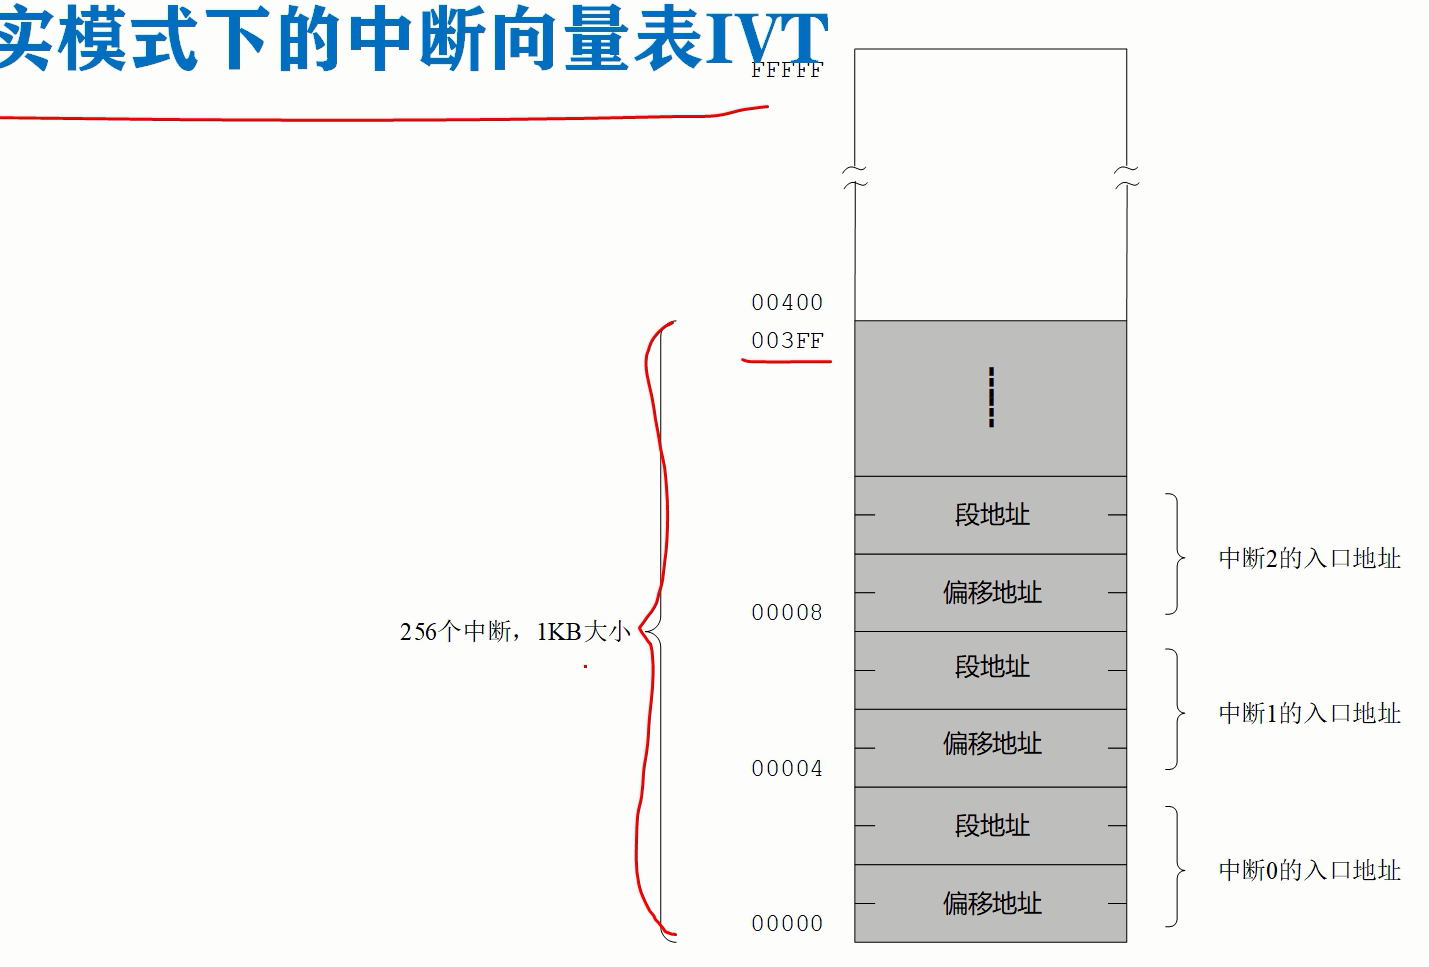 实模式下的中断向量表IVT
FFFFF
00400
003FF
段地址
中断2的入口地址
偏移地址
00008
256个中断，1KB大小
段地址
中断1的入口地址
偏移地址
00004
段地址
中断0的入口地址
偏移地址
00000